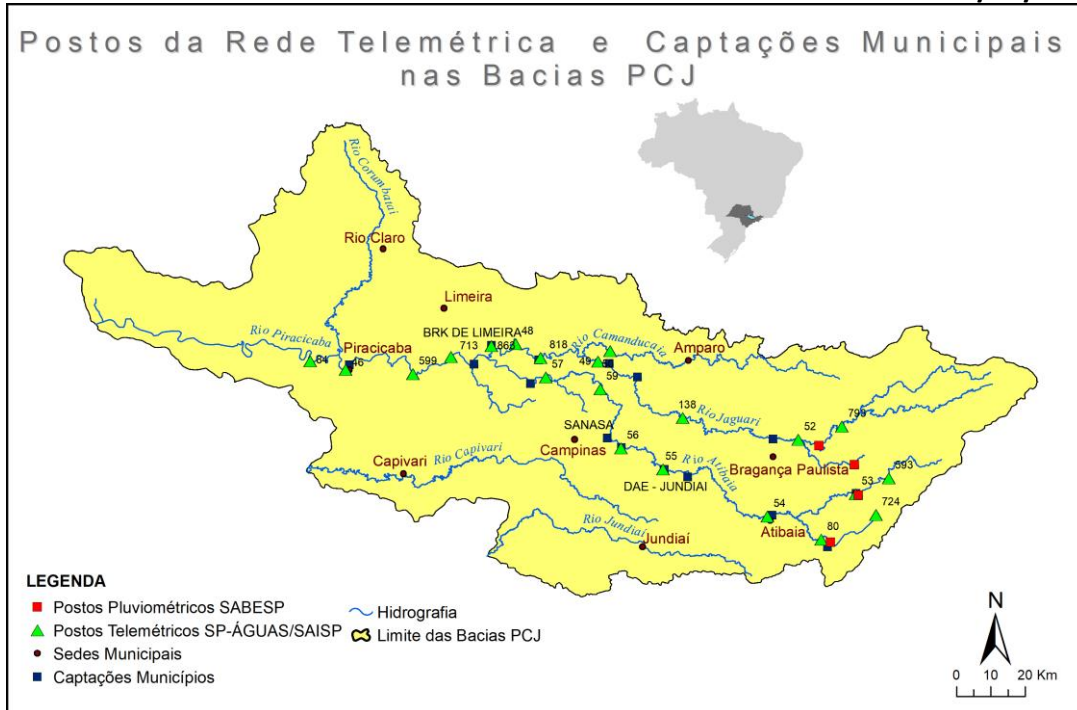 Postos da Rede Telemétrica e Captações Municipais
nas Bacias PCJ
Rio Corumbataí
Rio Claro
Limeira
BRK DE LIMEIRA
48
Rio Piracicaba
Piracicaba
64
46
599
713
868
818
Rio Camanducaia
Amparo
49
57
59
138
Rio Jaguari
52
799
SANASA
Campinas
56
Rio Capivari
Capivari
55
Rio Atibaia
Bragança Paulista
DAE - JUNDIAI
593
53
54
724
Atibaia
80
Rio Jundiaí
Jundiaí
LEGENDA
Postos Pluviométricos SABESP
Hidrografia
Postos Telemétricos SP-ÁGUAS/SAISP
Limite das Bacias PCJ
Sedes Municipais
Captações Municípios
N
0 10 20 Km